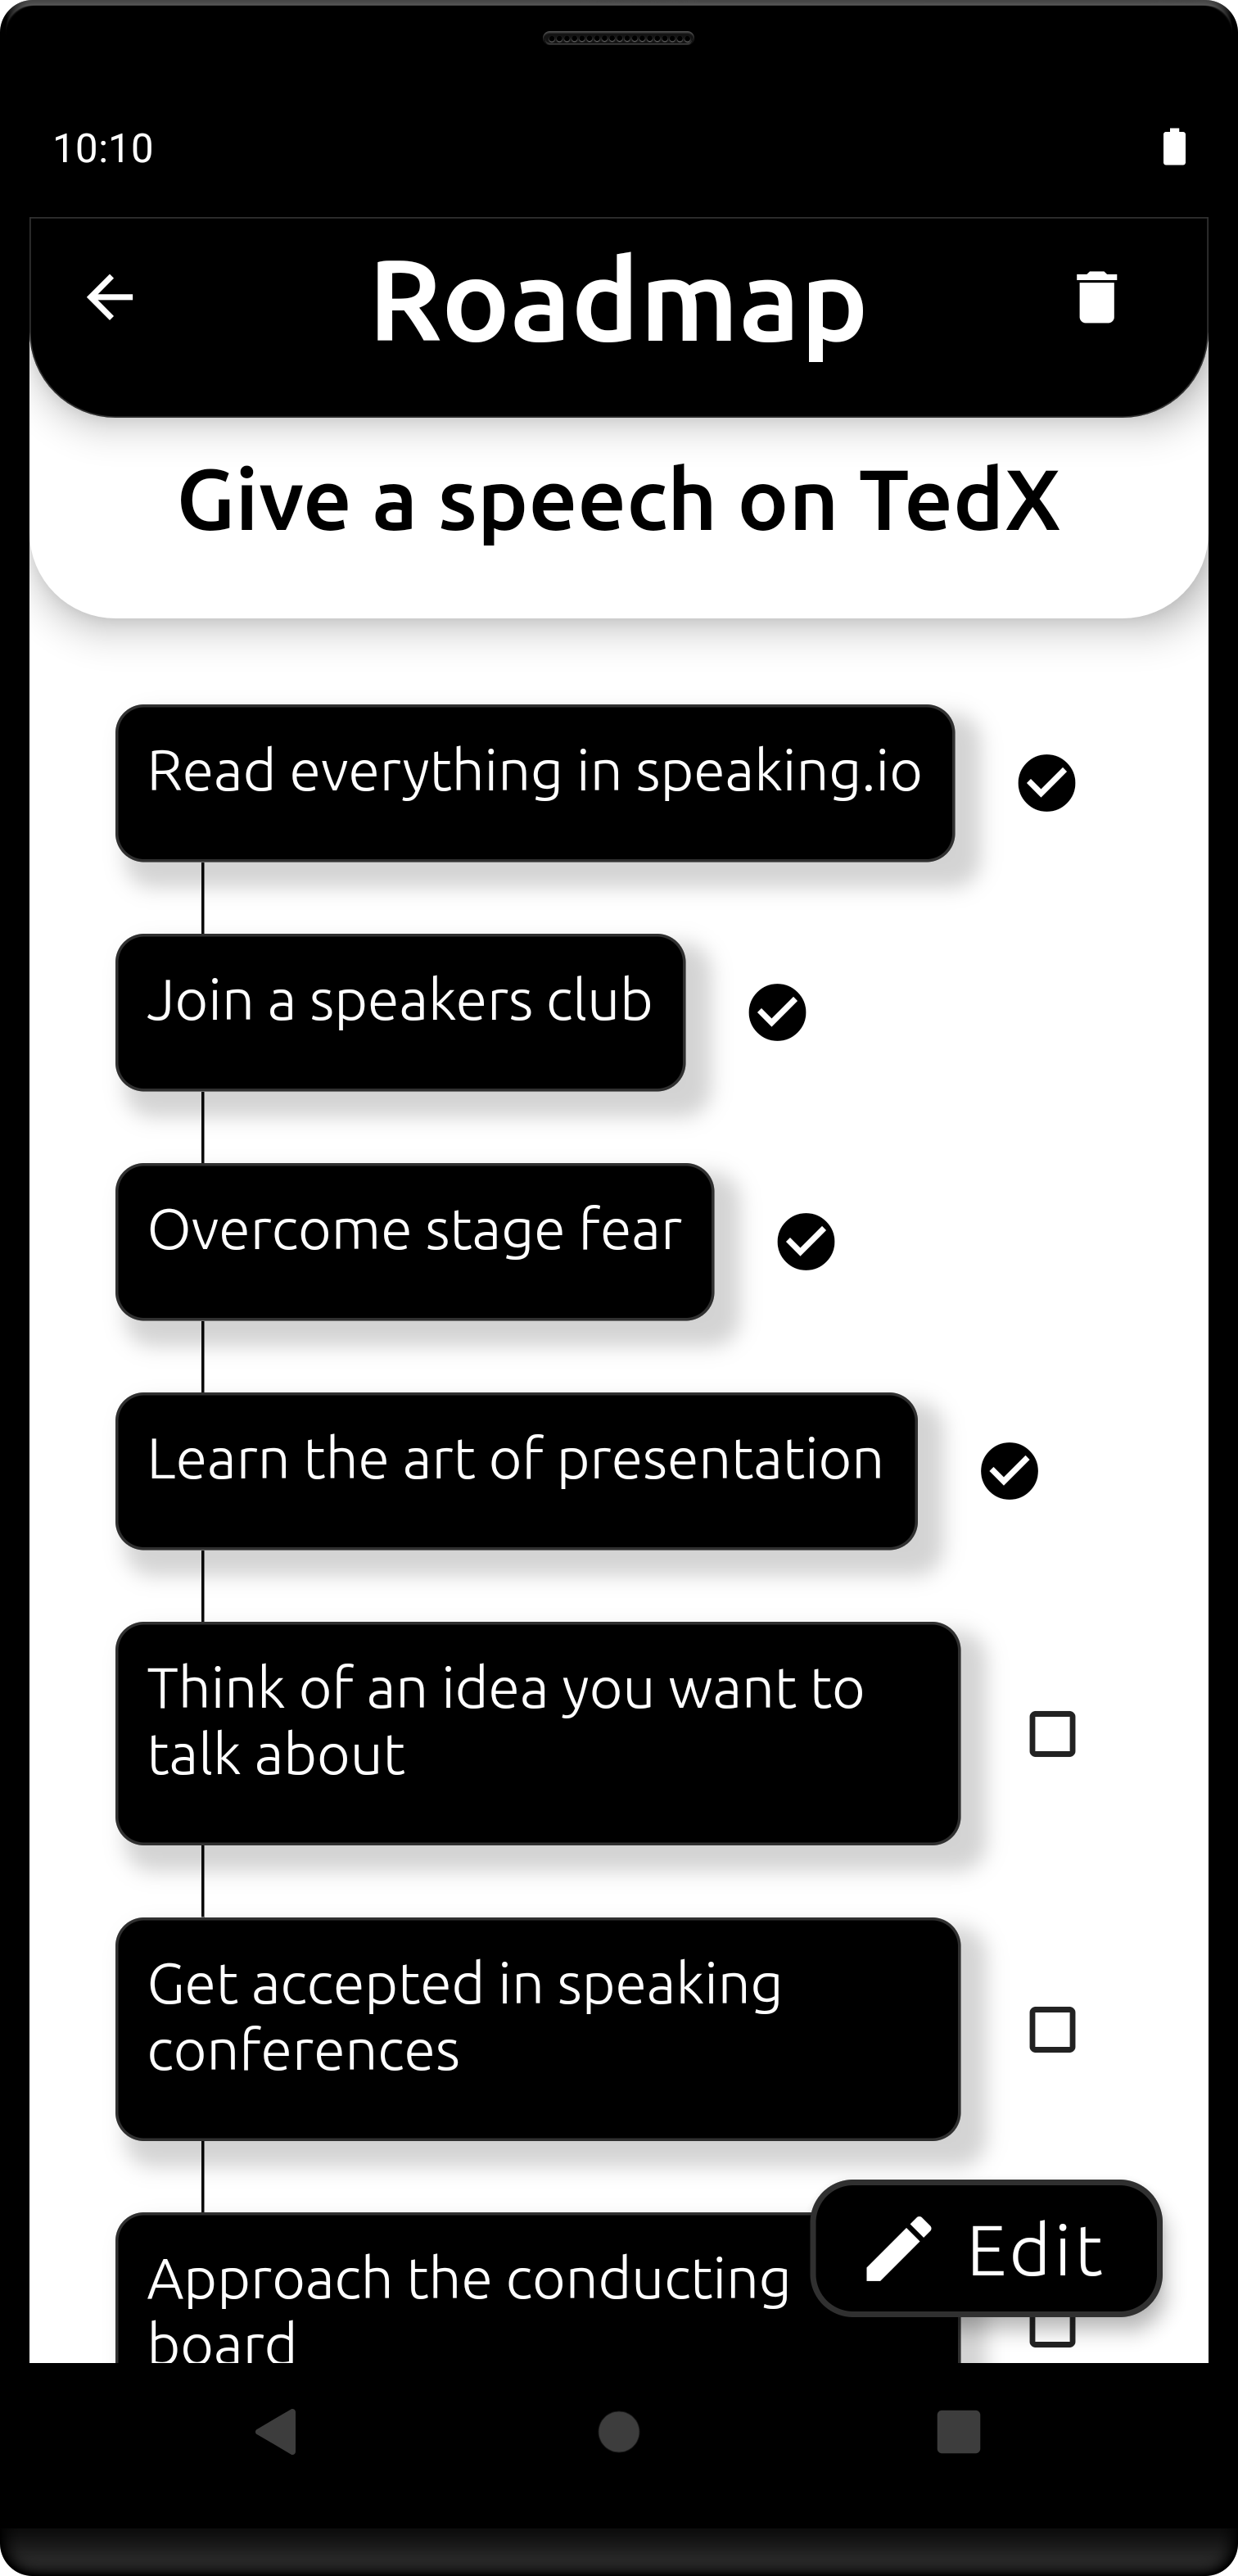 10:10
Roadmap
Give a speech on TedX
Read everything in speaking.io
Join a speakers club
Overcome stage fear
Learn the art of presentation
Think of an idea you want to
talk about
Get accepted in speaking
conferences
Edit
Approach the conducting
board